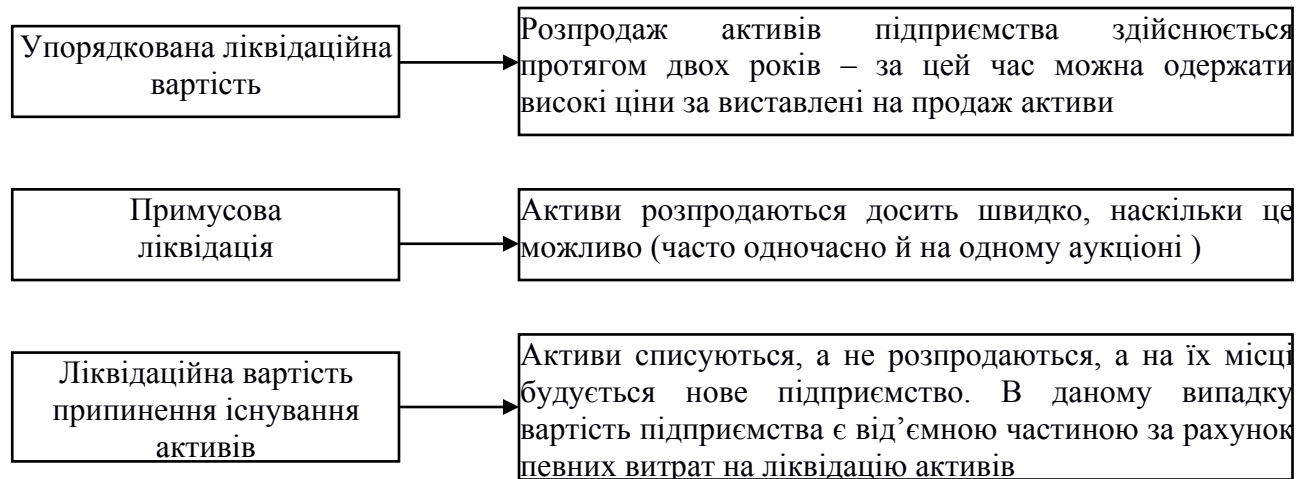 Упорядкована ліквідаційна
вартість
Розпродаж активів підприємства здійснюється
протягом двох років – за цей час можна одержати
високі ціни за виставлені на продаж активи
Примусова
ліквідація
Активи розпродаються досить швидко, наскільки це
можливо (часто одночасно й на одному аукціоні )
Ліквідаційна вартість
припинення існування
активів
Активи списуються, а не розпродаються, а на їх місці
будується нове підприємство. В даному випадку
вартість підприємства є від’ємною частиною за рахунок
певних витрат на ліквідацію активів